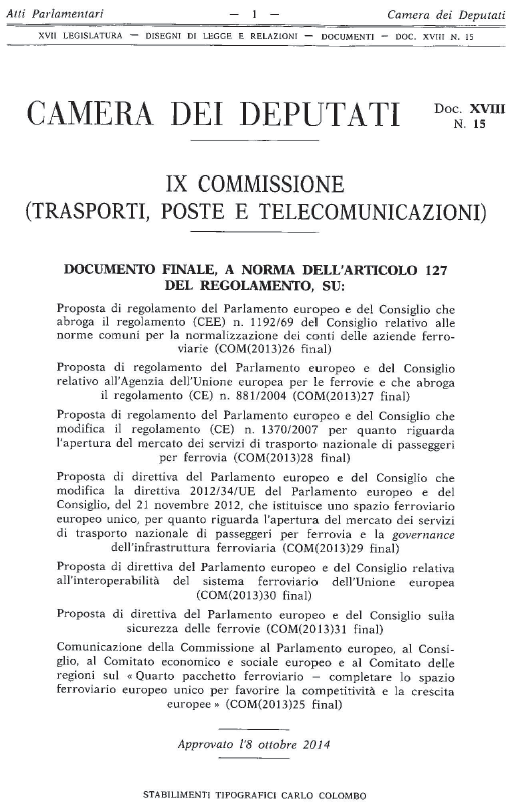 Atti Parlamentari — 1 — Camera dei Deputati
XVII LEGISLATURA — DISEGNI DI LEGGE E RELAZIONI — DOCUMENTI — DOC. XVIII N. 15
CAMERA DEI DEPUTATI Doc. XVIII
N. 15
IX COMMISSIONE
(TRASPORTI, POSTE E TELECOMUNICAZIONI)
DOCUMENTO FINALE, A NORMA DELL'ARTICOLO 127
DEL REGOLAMENTO, SU:
Proposta di regolamento del Parlamento europeo e del Consiglio che
abroga il regolamento (CEE) n. 1192/69 del Consiglio relativo alle
norme comuni per la normalizzazione dei conti delle aziende ferro-
viarie (COM(2013)26 final)
Proposta di regolamento del Parlamento europeo e del Consiglio
relativo all'Agenzia dell'Unione europea per le ferrovie e che abroga
il regolamento (CE) n. 881/2004 (COM(2013)27 final)
Proposta di regolamento del Parlamento europeo e del Consiglio che
modifica il regolamento (CE) n. 1370/2007 per quanto riguarda
l'apertura del mercato dei servizi di trasporto nazionale di passeggeri
per ferrovia (COM(2013)28 final)
Proposta di direttiva del Parlamento europeo e del Consiglio che
modifica la direttiva 2012/34/UE del Parlamento europeo e del
Consiglio, del 21 novembre 2012, che istituisce uno spazio ferroviario
europeo unico, per quanto riguarda l'apertura del mercato dei servizi
di trasporto nazionale di passeggeri per ferrovia e la governance
dell'infrastruttura ferroviaria (COM(2013)29 final)
Proposta di direttiva del Parlamento europeo e del Consiglio relativa
all'interoperabilità del sistema ferroviario dell'Unione europea
(COM(2013)30 final)
Proposta di direttiva del Parlamento europeo e del Consiglio sulla
sicurezza delle ferrovie (COM(2013)31 final)
Comunicazione della Commissione al Parlamento europeo, al Consi-
glio, al Comitato economico e sociale europeo e al Comitato delle
regioni sul « Quarto pacchetto ferroviario — completare lo spazio
ferroviario europeo unico per favorire la competitività e la crescita
europee » (COM(2013)25 final)
Approvato l'8 ottobre 2014
STABILIMENTI TIPOGRAFICI CARLO COLOMBO